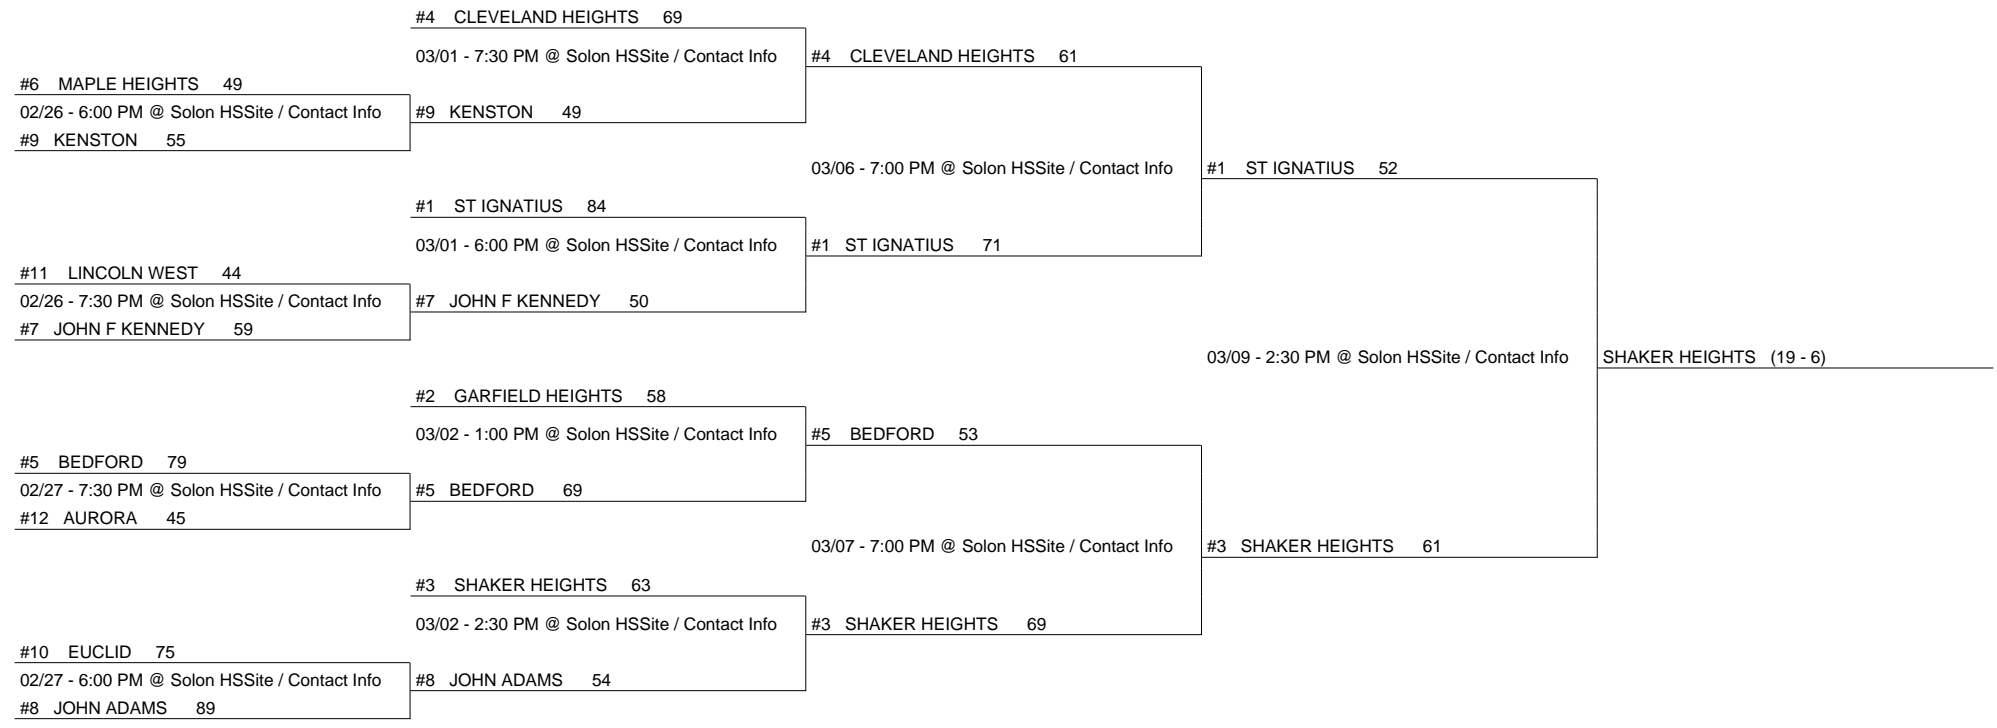 #4 CLEVELAND HEIGHTS 69
03/01 - 7:30 PM @ Solon HSSite / Contact Info
#4 CLEVELAND HEIGHTS 61
#6 MAPLE HEIGHTS 49
02/26 - 6:00 PM @ Solon HSSite / Contact Info
#9 KENSTON 49
#9 KENSTON 55
03/06 - 7:00 PM @ Solon HSSite / Contact Info
#1 ST IGNATIUS 52
#1 ST IGNATIUS 84
03/01 - 6:00 PM @ Solon HSSite / Contact Info
#1 ST IGNATIUS 71
#11 LINCOLN WEST 44
02/26 - 7:30 PM @ Solon HSSite / Contact Info
#7 JOHN F KENNEDY 50
#7 JOHN F KENNEDY 59
03/09 - 2:30 PM @ Solon HSSite / Contact Info
SHAKER HEIGHTS (19 - 6)
#2 GARFIELD HEIGHTS 58
03/02 - 1:00 PM @ Solon HSSite / Contact Info
#5 BEDFORD 53
#5 BEDFORD 79
02/27 - 7:30 PM @ Solon HSSite / Contact Info
#5 BEDFORD 69
#12 AURORA 45
03/07 - 7:00 PM @ Solon HSSite / Contact Info
#3 SHAKER HEIGHTS 61
#3 SHAKER HEIGHTS 63
03/02 - 2:30 PM @ Solon HSSite / Contact Info
#3 SHAKER HEIGHTS 69
#10 EUCLID 75
02/27 - 6:00 PM @ Solon HSSite / Contact Info
#8 JOHN ADAMS 54
#8 JOHN ADAMS 89